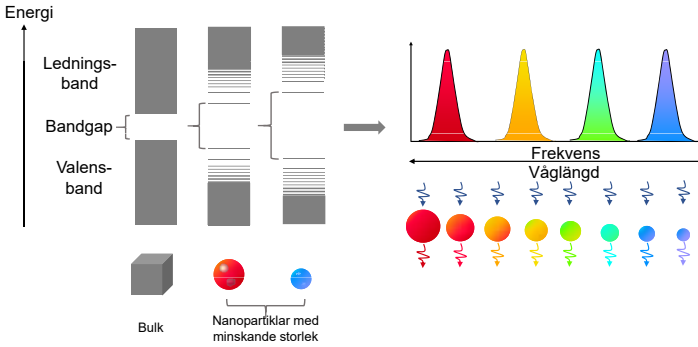 Energi
Lednings-
band
Bandgap
Valens-
band
Bulk
Nanopartiklar med
minskande storlek
Frekvens
Våglängd